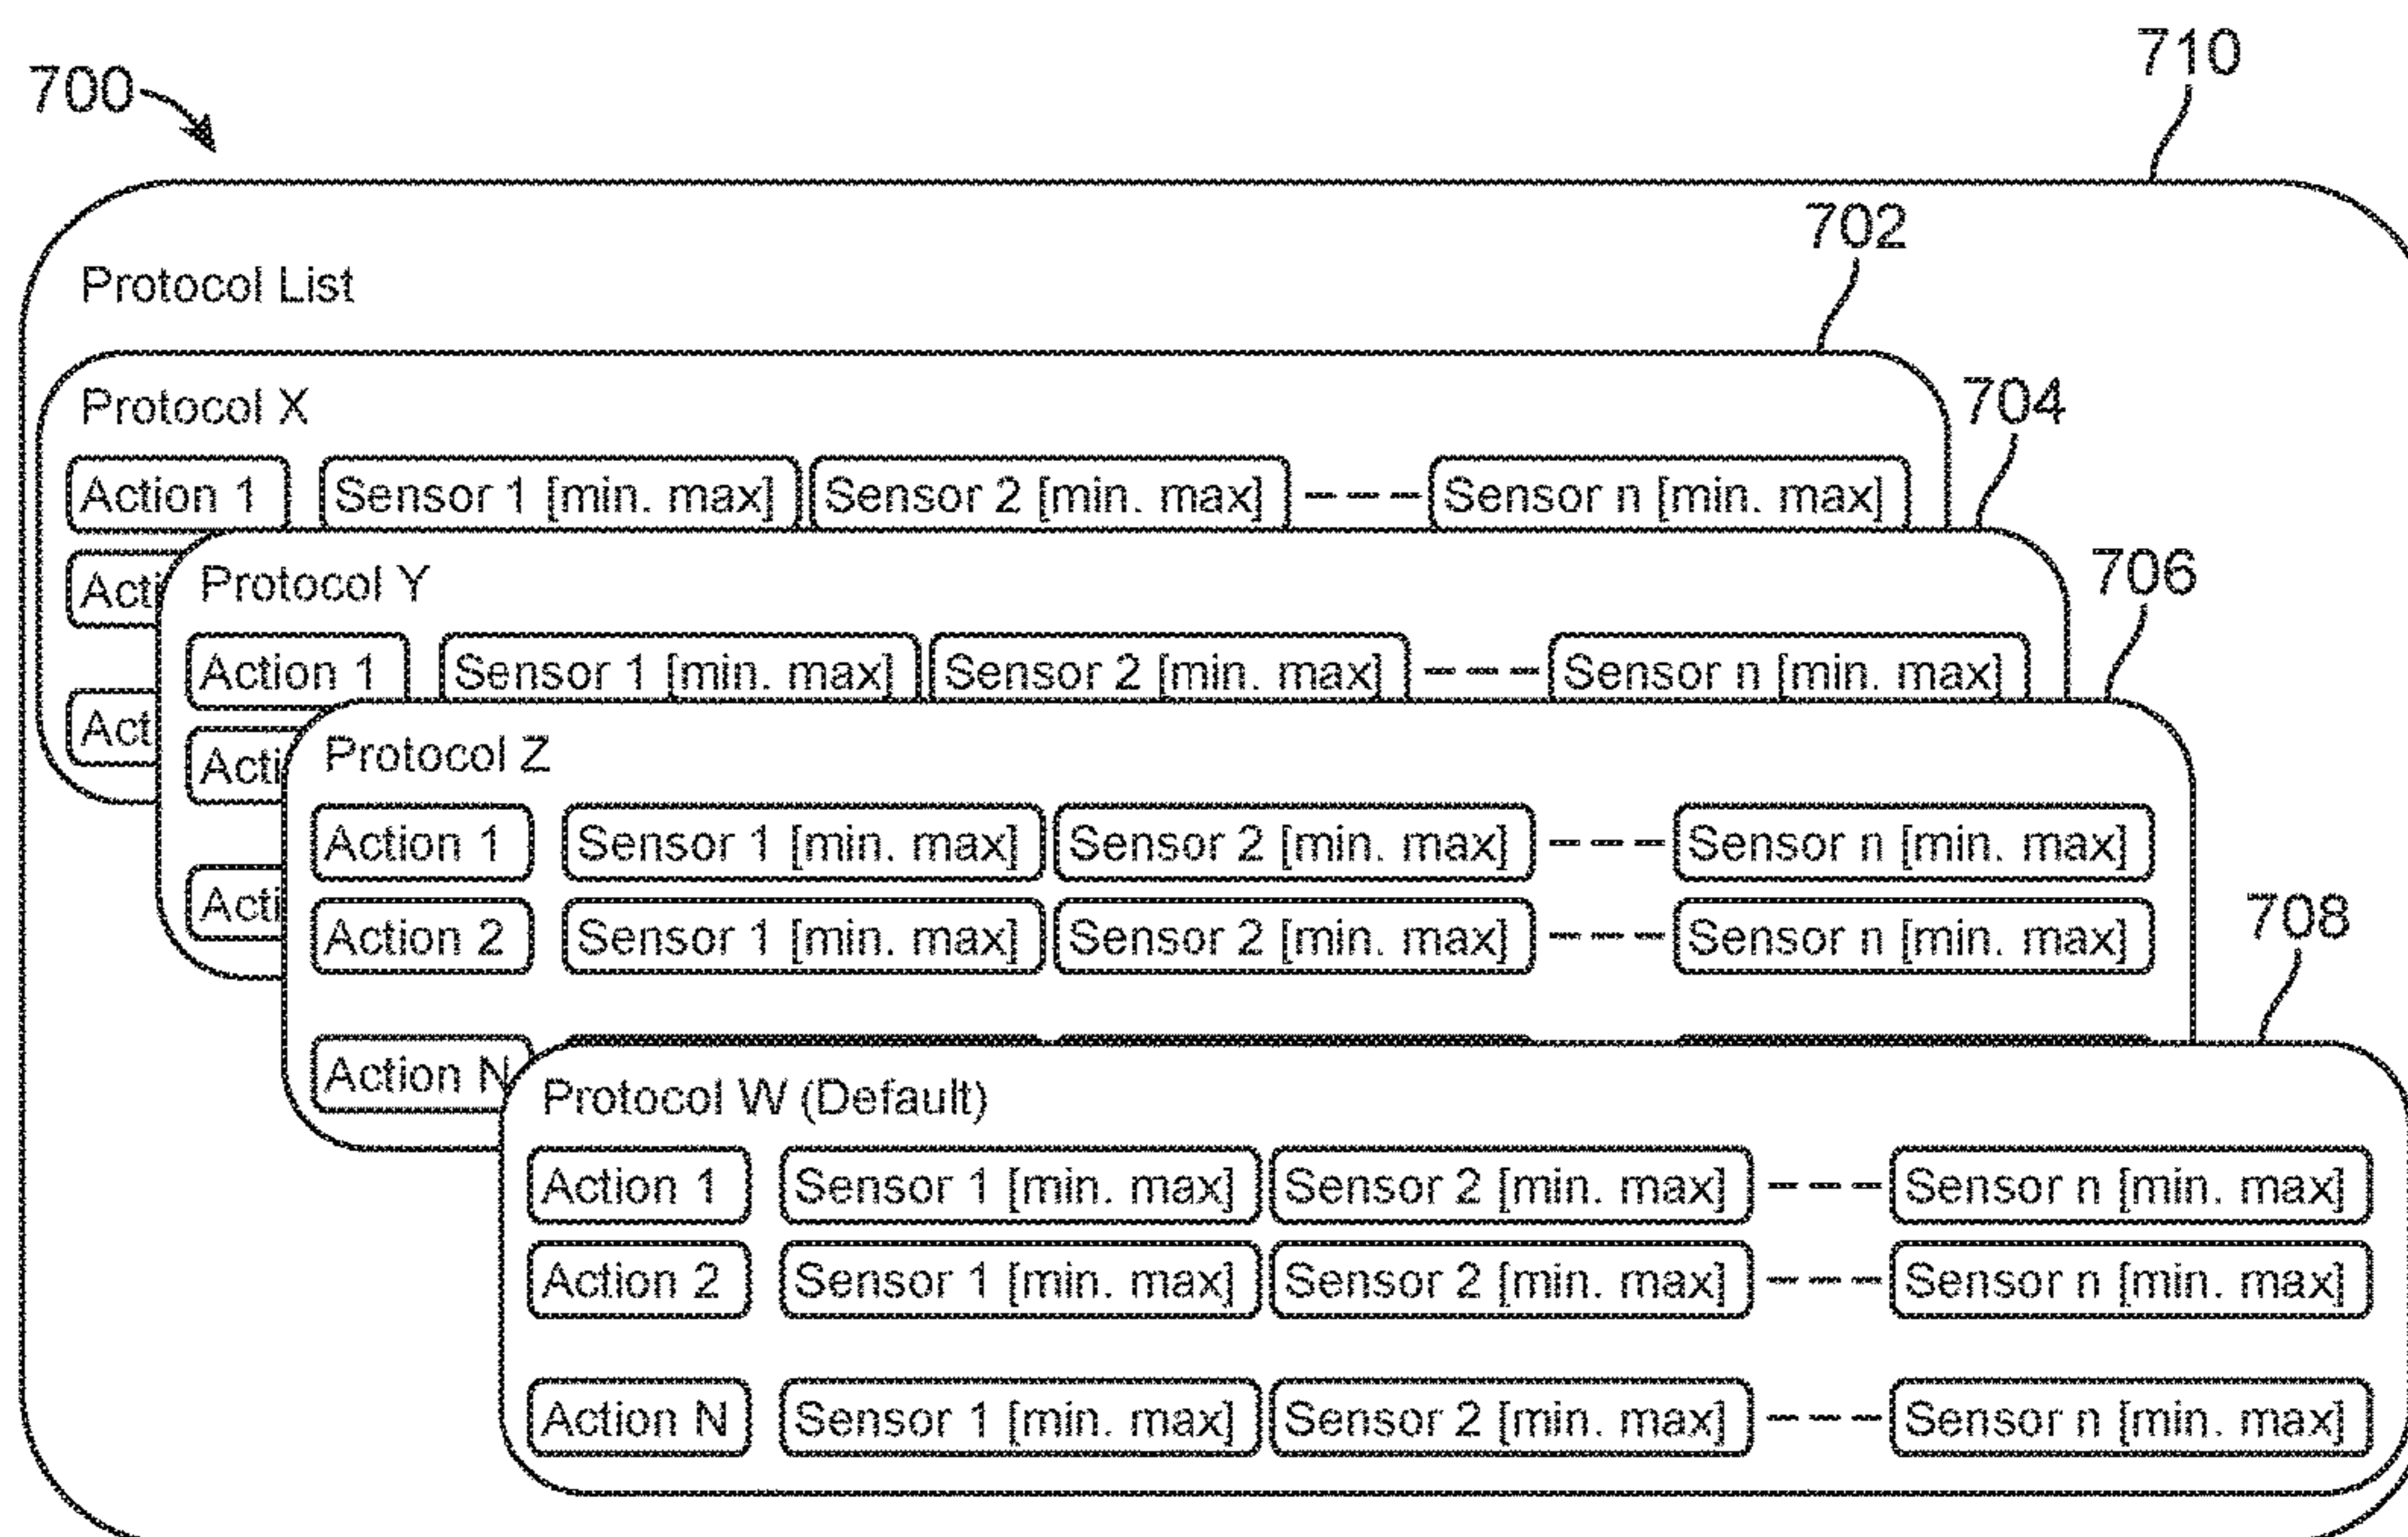 710
700
702
Protocol List
Protocol X
704
Action 1 Sensor 1 [min. max] Sensor 2 [min. max] Sensor n [min. max]
706
Acti Protocol Y
Action 1 Sensor 1 [min. max] Sensor 2 [min. max] Sensor n [min. max]
Act
Acti Protocol Z
Action 1 Sensor 1 [min. max] Sensor 2 [min. max] Sensor n [min. max]
Acti
708
Action 2 Sensor 1 [min. max] Sensor 2 [min. max] Sensor n [min. max]
Action N
Protocol W (Default)
Action 1 Sensor 1 [min. max] Sensor 2 [min. max] Sensor n [min. max]
Action 2 Sensor 1 [min. max] Sensor 2 [min. max] Sensor n [min. max]
Action N Sensor 1 [min. max] Sensor 2 [min. max] Sensor n [min. max]